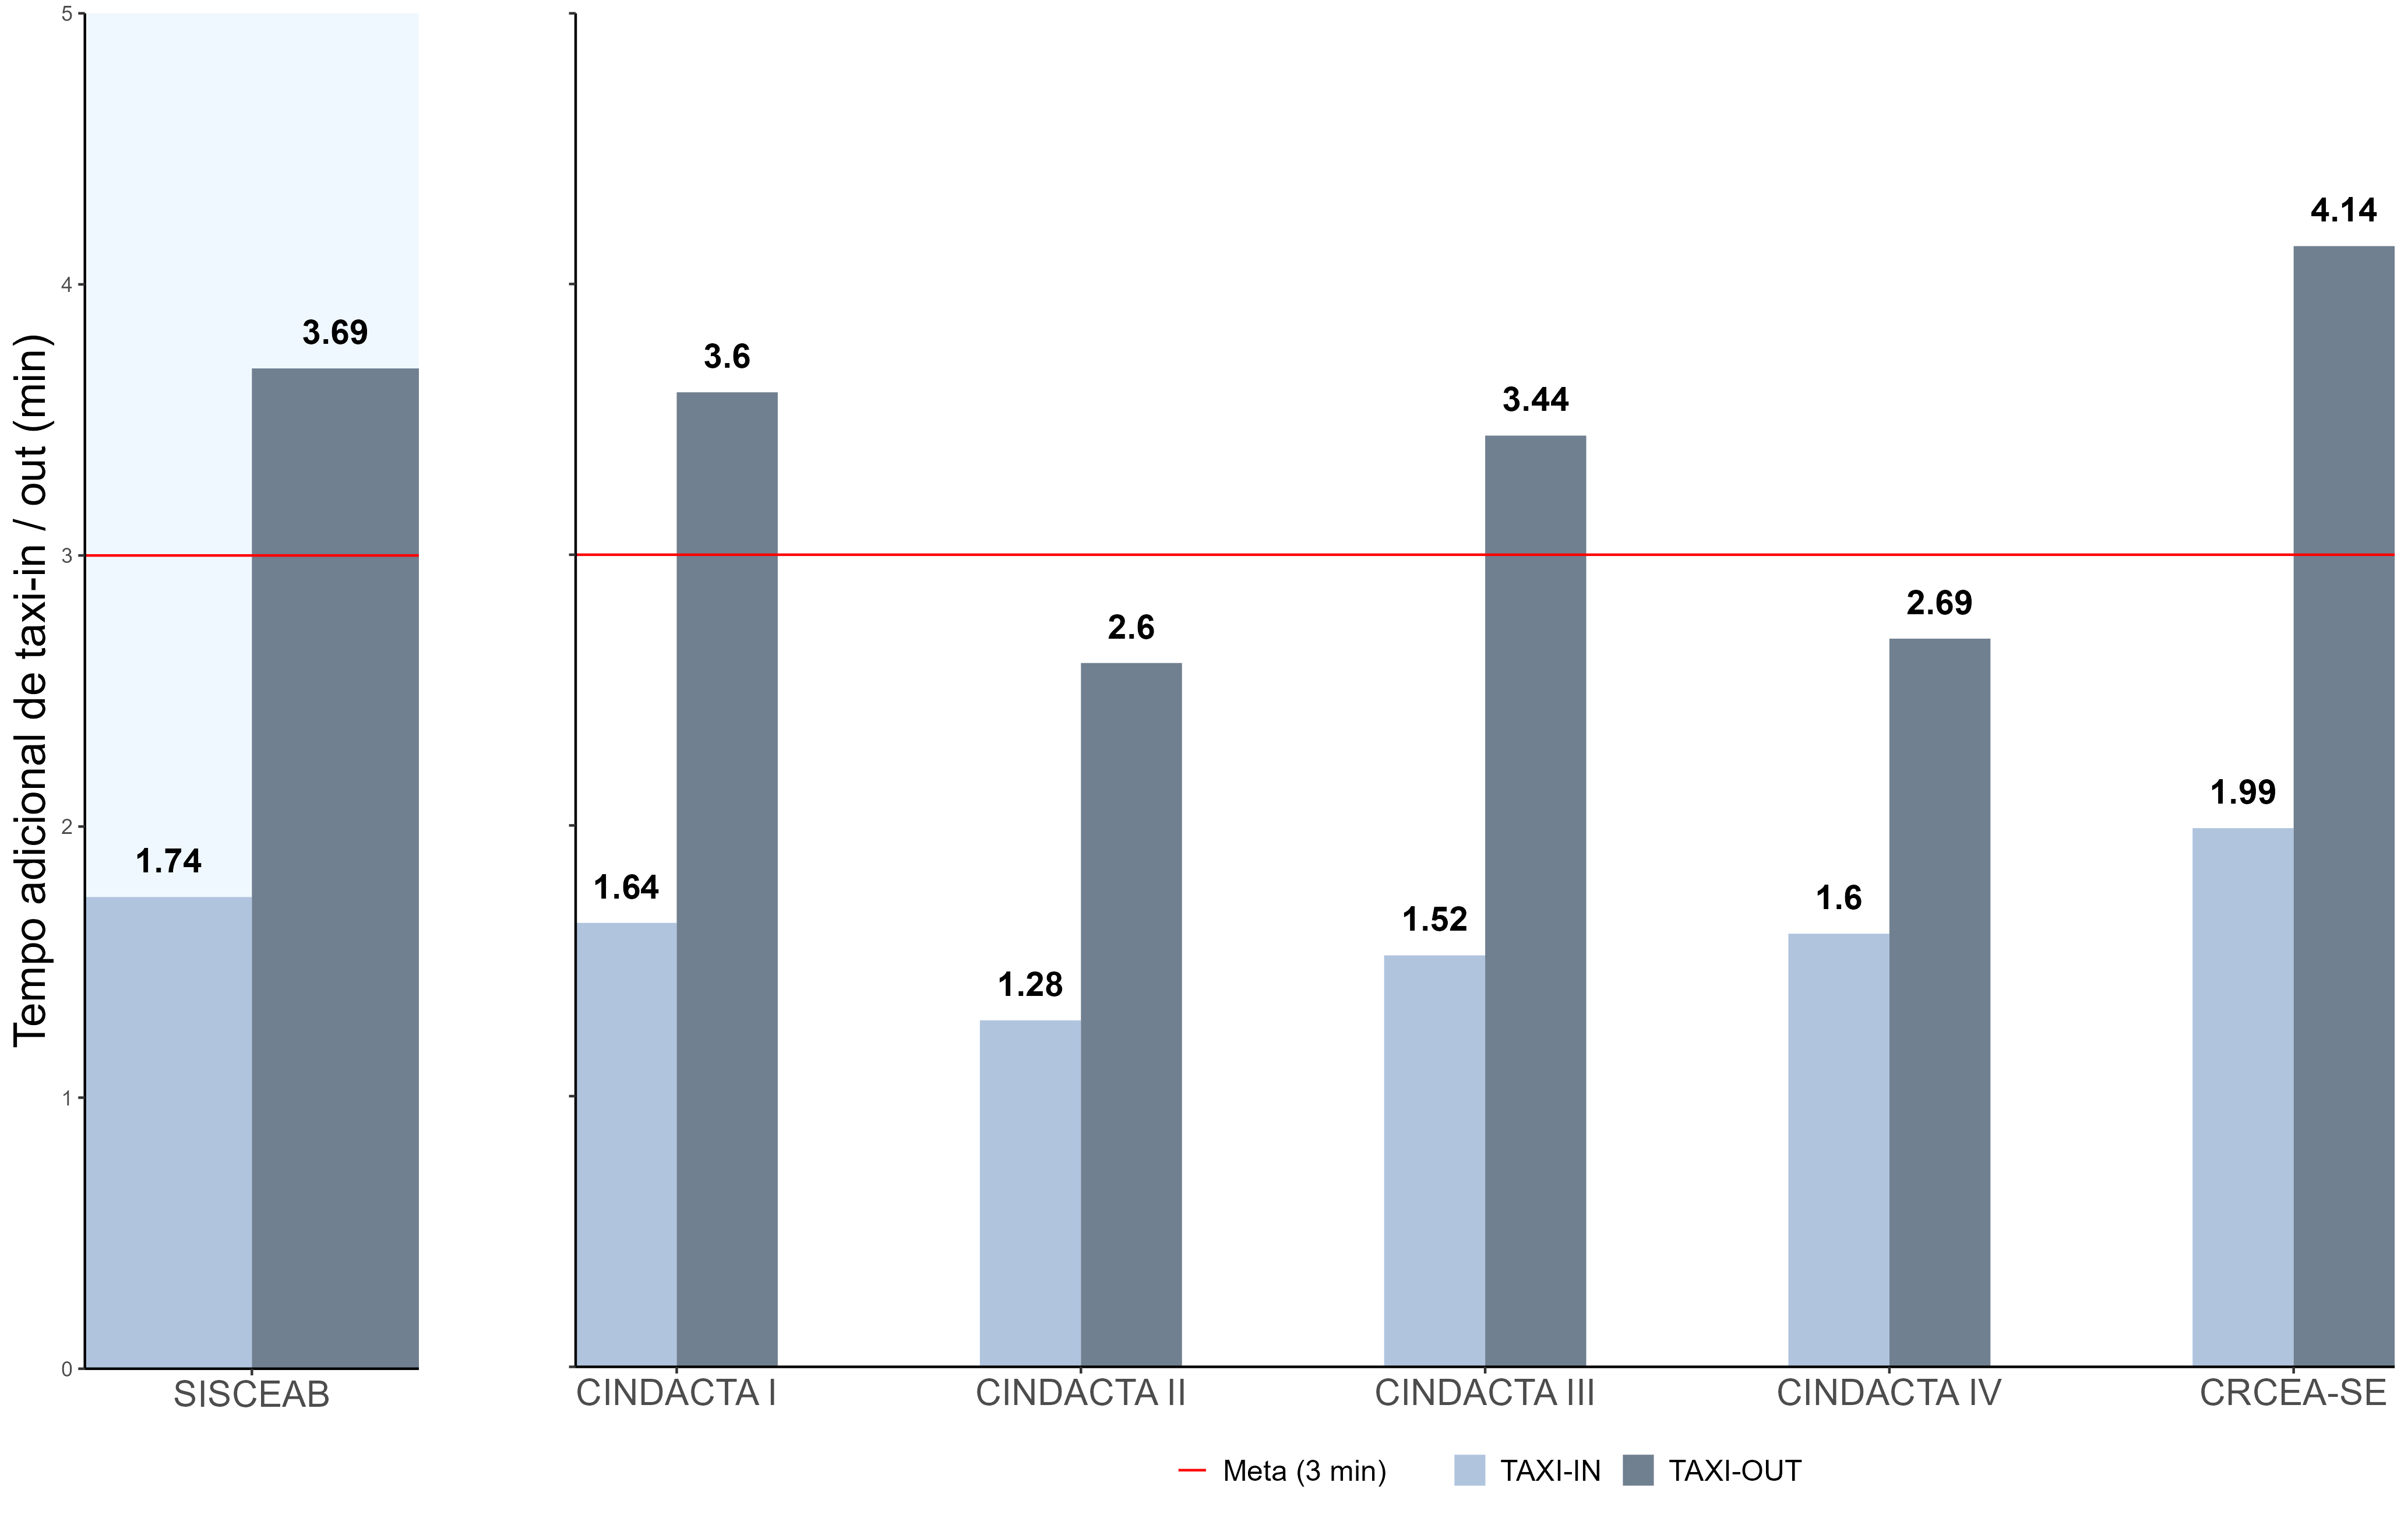 Tempo adicional de taxi-in / out (min)
5
4
3
2
1
0
3.69
1.74
SISCEAB
3.6
1.64
2.6
1.28
3.44
1.52
2.69
1.6
4.14
1.99
CINDACTA I
CINDACTA II
CINDACTA III
CINDACTA IV
CRCEA-SE
Meta (3 min)
TAXI-IN
TAXI-OUT